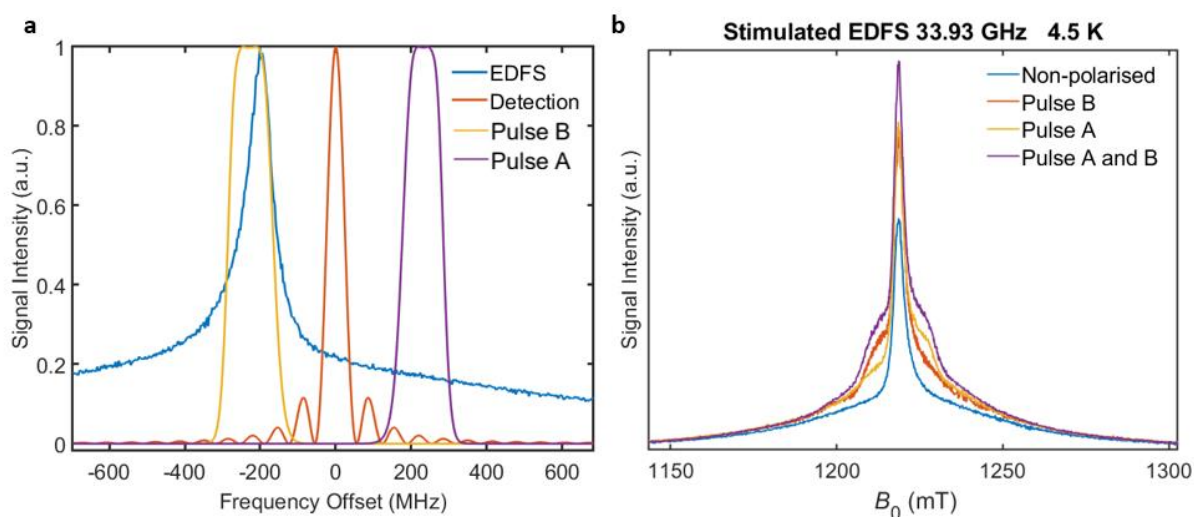 a
1
0.8
0.6
0.4
0.2
0
Signal Intensity (a.u.)
EDFS
Detection
Pulse B
Pulse A
-600 -400 -200 0 200 400 600
Frequency Offset (MHz)
b
Stimulated EDFS 33.93 GHz 4.5 K
Signal Intensity (a.u.)
Non-polarised
Pulse B
Pulse A
Pulse A and B
1150 1200 1250 1300
B0 (mT)